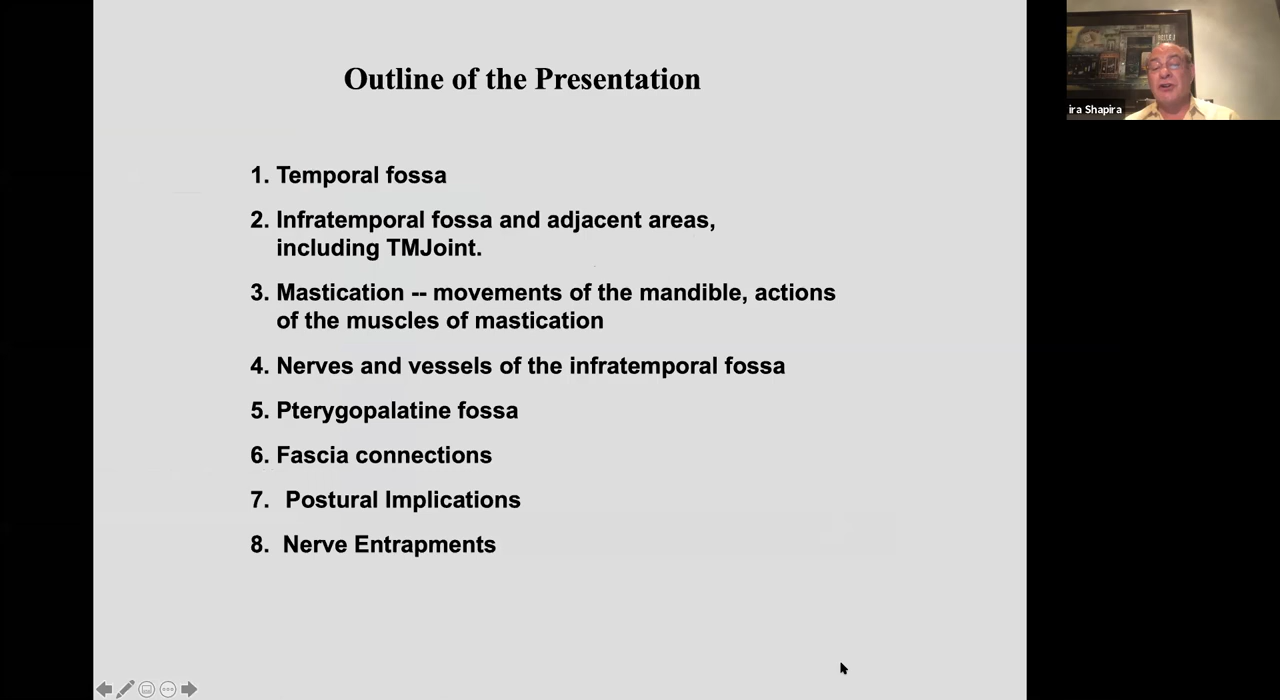 Outline of the Presentation
1. Temporal fossa
2. Infratemporal fossa and adjacent areas,
including TMJoint.
3. Mastication -- movements of the mandible, actions
of the muscles of mastication
4. Nerves and vessels of the infratemporal fossa
5. Pterygopalatine fossa
6. Fascia connections
7. Postural Implications
8. Nerve Entrapments
ira Shapira